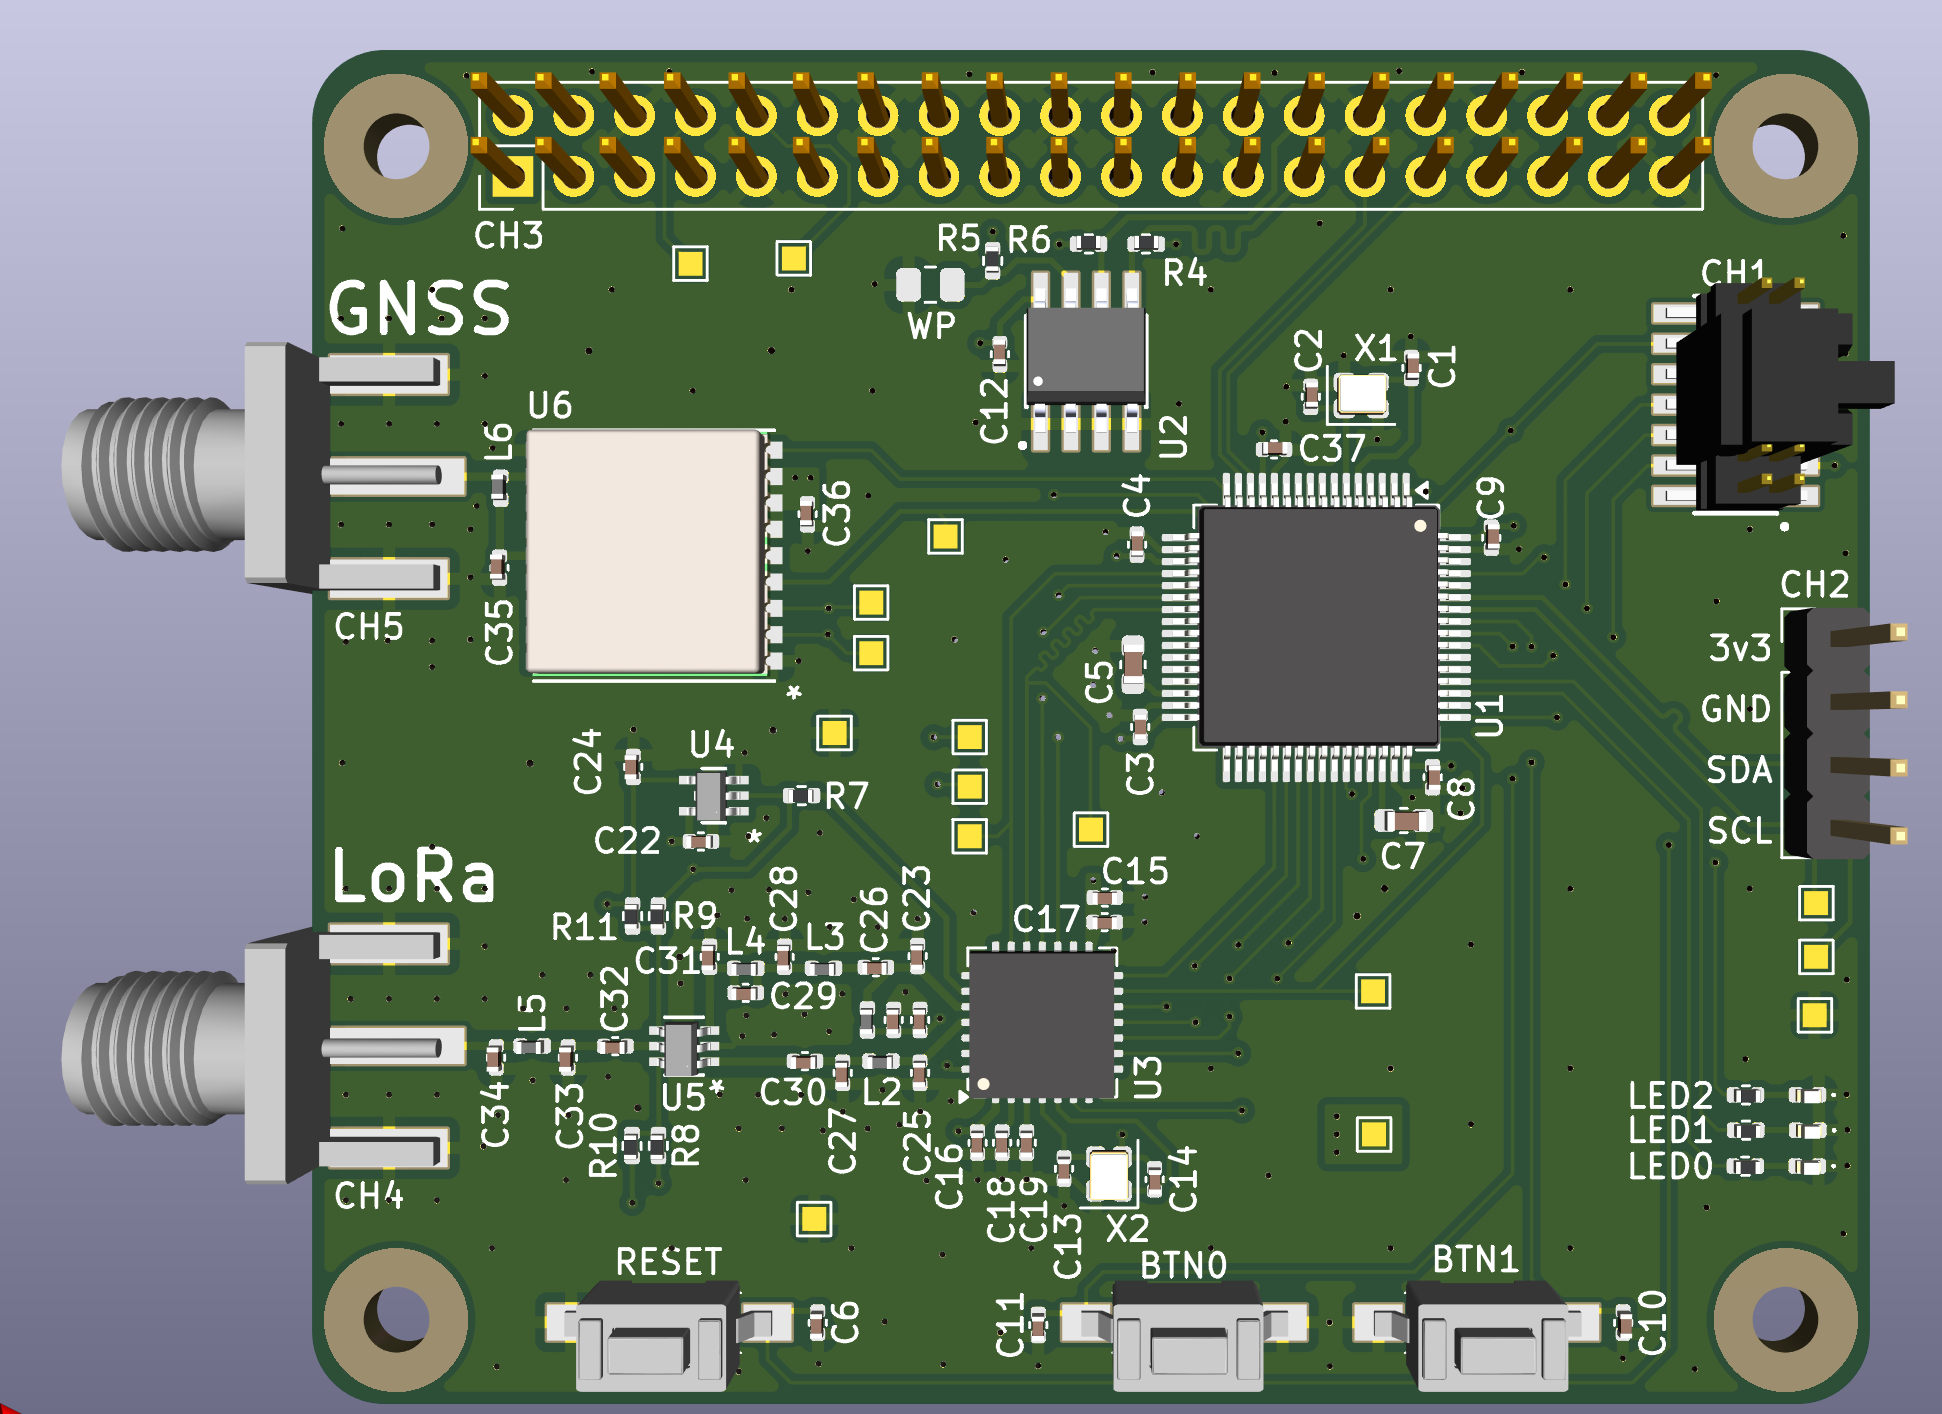 CH3
R5
R6
R4
WP
CH1
GNSS
C2
X1
C1
U6
L6
C12
U2
C37
C36
C4
C9
C35
CH5
*
C5
U1
CH2
3v3
GND
SDA
SCL
C24
U4
R7
C3
C8
C22
*
C7
LoRa
C15
C28
C26
C23
C17
R11
R9
C31
L4
L3
C29
L5
C32
U5
*
C30
L2
U3
C34
C33
R10
R8
C27
C25
C16
C18
C19
C13
X2
C14
LED2
LED1
LED0
CH4
RESET
C6
C11
BTN0
BTN1
C10